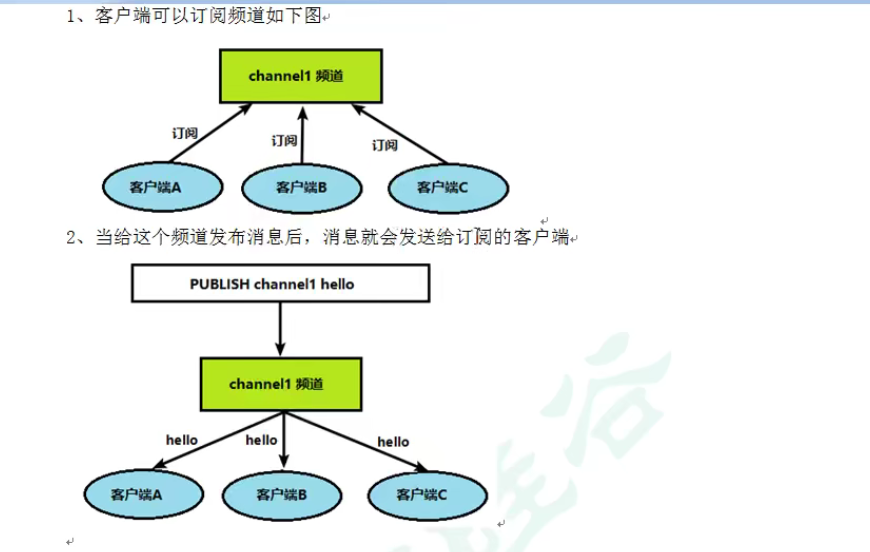 1、客户端可以订阅频道如下图
channel1 频道
订阅
订阅
订阅
客户端A
客户端B
客户端C
2、当给这个频道发布消息后，消息就会发送给订阅的客户端
PUBLISH channel1 hello
channel1 频道
hello
hello
hello
客户端A
客户端B
客户端C
谷